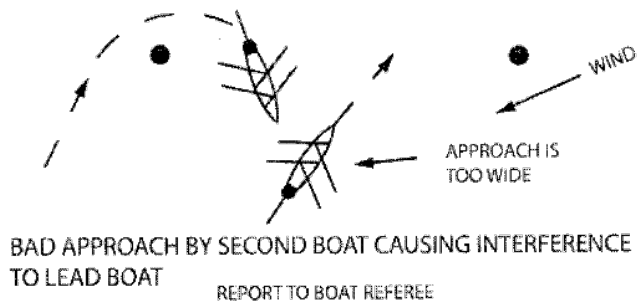 WIND
APPROACH IS
TOO WIDE
BAD APPROACH BY SECOND BOAT CAUSING INTERFERENCE
TO LEAD BOAT
REPORT TO BOAT REFEREE